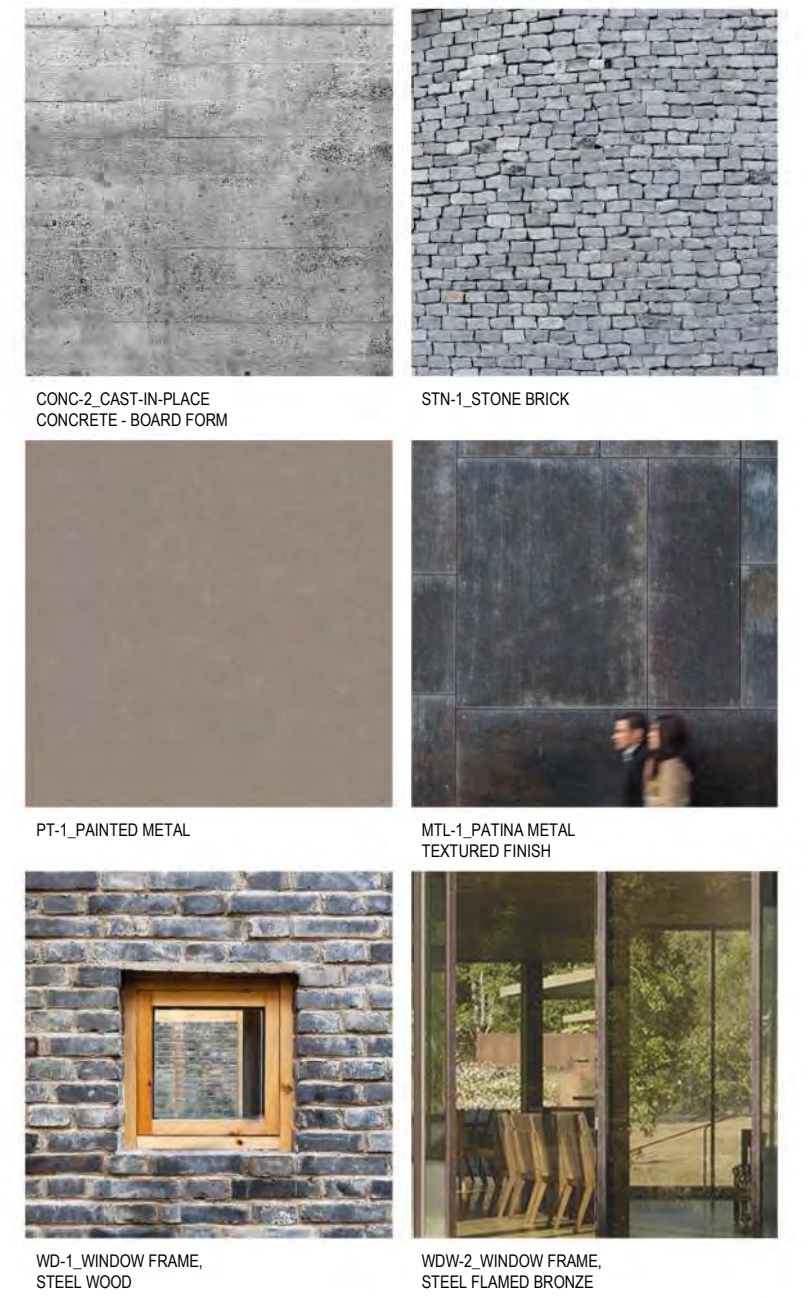 CONC-2_CAST-IN-PLACE
CONCRETE - BOARD FORM
STN-1_STONE BRICK
PT-1_PAINTED METAL
MTL-1_PATINA METAL
TEXTURED FINISH
WD-1_WINDOW FRAME,
STEEL WOOD
WDW-2_WINDOW FRAME,
STEEL FLAMED BRONZE